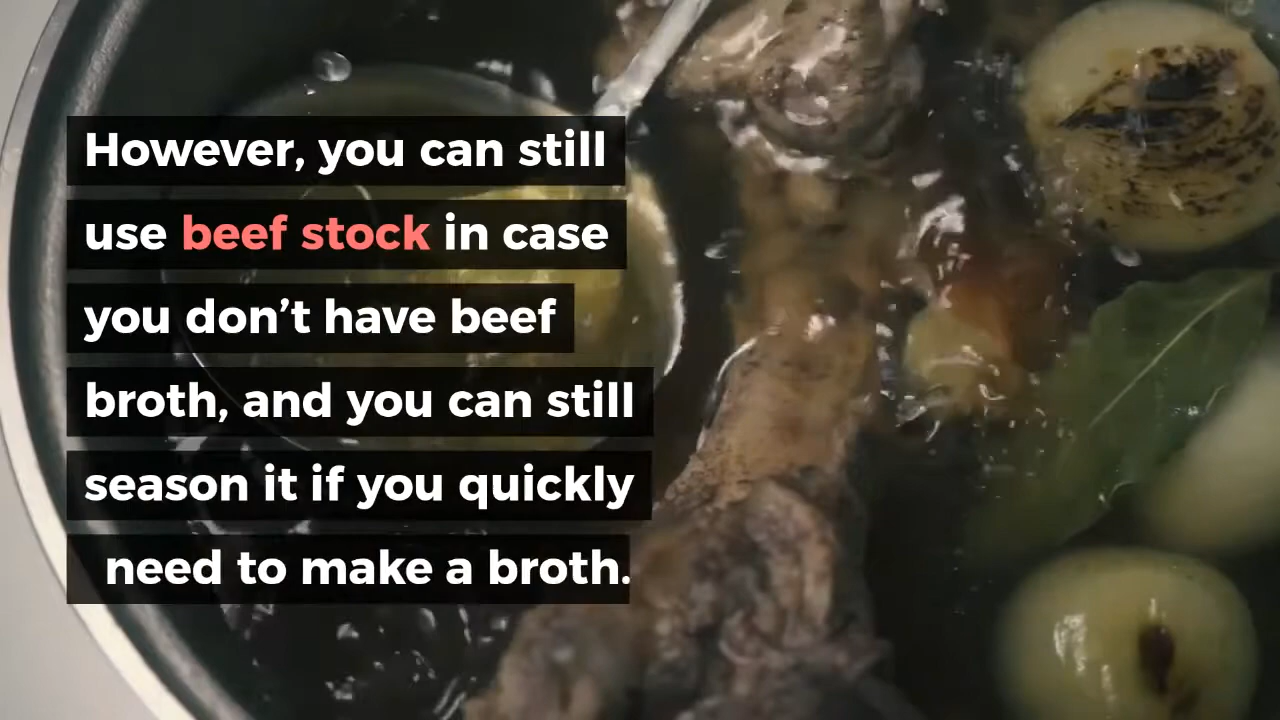 However, you can still
use beef stock in case
you don’t have beef
broth, and you can still
season it if you quickly
need to make a broth.